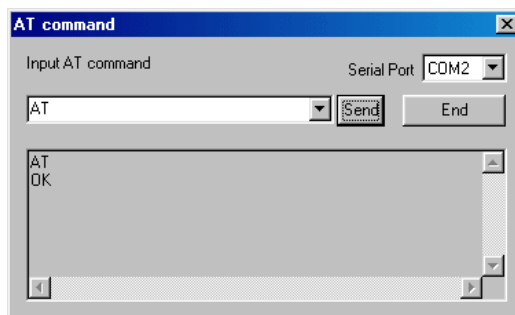 AT command
Input AT command
Serial Port COM2
AT Send End
AT
OK